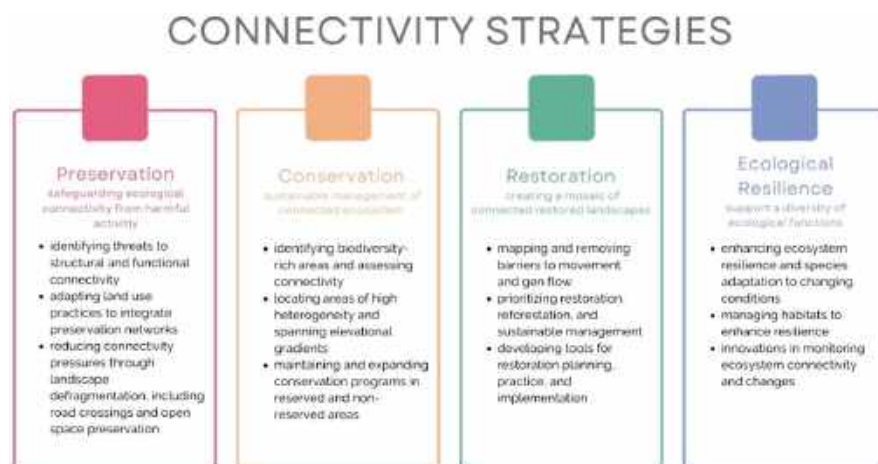 CONNECTIVITY STRATEGIES
Preservation
safeguarding ecological
connectivity from harmful
activity
• identifying threats to
structural and functional
connectivity
• adapting land use
practices to integrate
preservation networks
• reducing connectivity
pressures through
landscape
defragmentation, including
road crossings and open
space preservation
Conservation
sustainable management of
connected ecosystem
• identifying biodiversity-
rich areas and assessing
connectivity
• locating areas of high
heterogeneity and
spanning elevational
gradients
• maintaining and expanding
conservation programs in
reserved and non-
reserved areas
Restoration
creating a mosaic of
connected restored landscapes
• mapping and removing
barriers to movement
and gen flow
• prioritizing restoration
reforestation, and
sustainable management
• developing tools for
restoration planning,
practice, and
implementation
Ecological
Resilience
support a diversity of
ecological functions
• enhancing ecosystem
resilience and species
adaptation to changing
conditions
• managing habitats to
enhance resilience
• innovations in monitoring
ecosystem connectivity
and changes